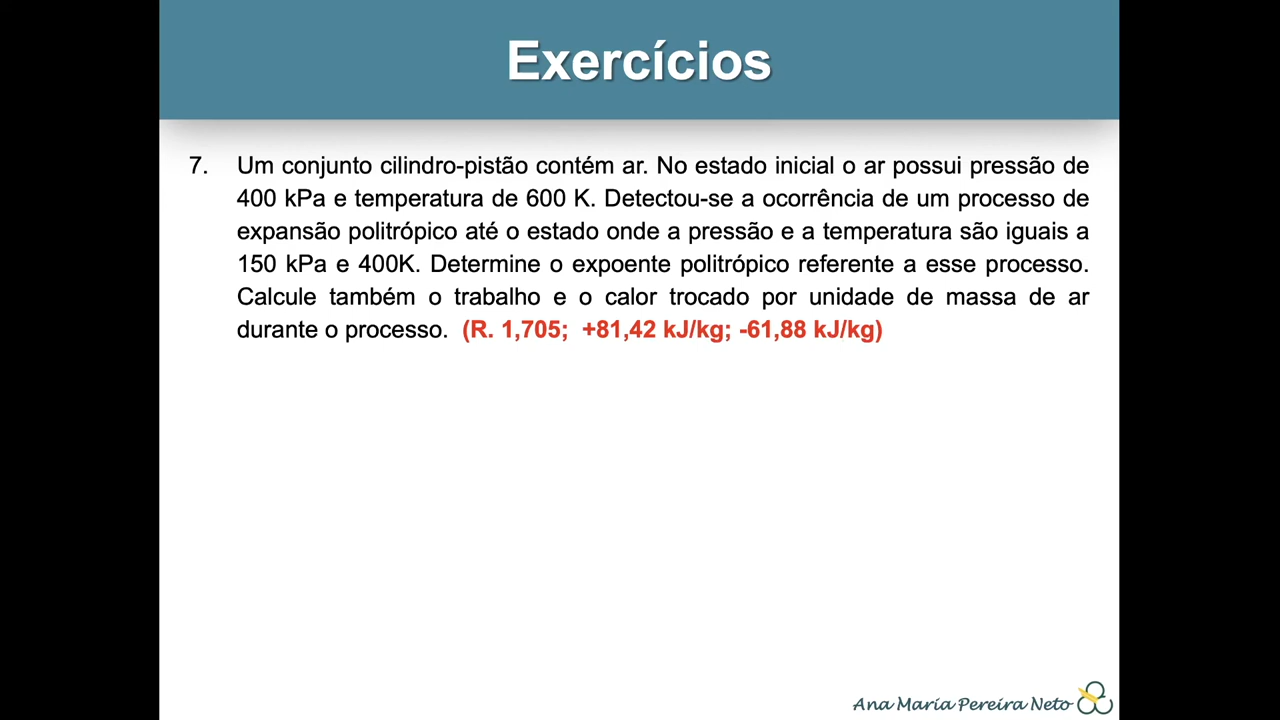 Exercícios
7. Um conjunto cilindro-pistão contém ar. No estado inicial o ar possui pressão de
400 kPa e temperatura de 600 K. Detectou-se a ocorrência de um processo de
expansão politrópico até o estado onde a pressão e a temperatura são iguais a
150 kPa e 400K. Determine o expoente politrópico referente a esse processo.
Calcule também o trabalho e o calor trocado por unidade de massa de ar
durante o processo. (R. 1,705; +81,42 kJ/kg; -61,88 kJ/kg)
Ana Maria Pereira Neto